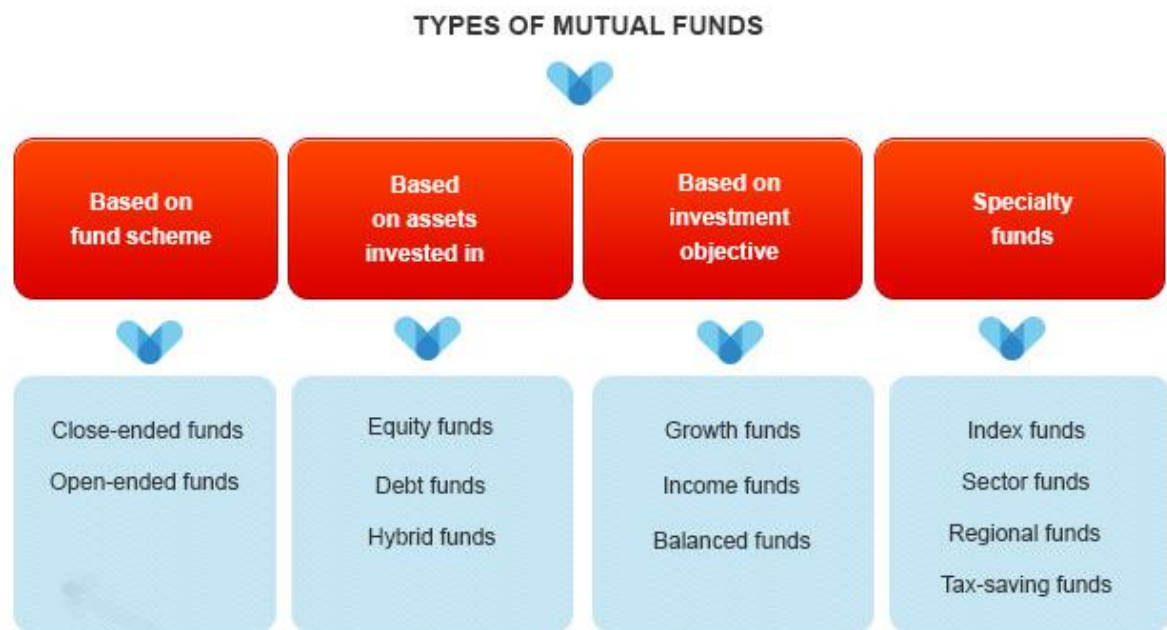 TYPES OF MUTUAL FUNDS
Based on
fund scheme
Based
on assets
invested in
Based on
investment
objective
Specialty
funds
Close-ended funds
Open-ended funds
Equity funds
Debt funds
Hybrid funds
Growth funds
Income funds
Balanced funds
Index funds
Sector funds
Regional funds
Tax-saving funds